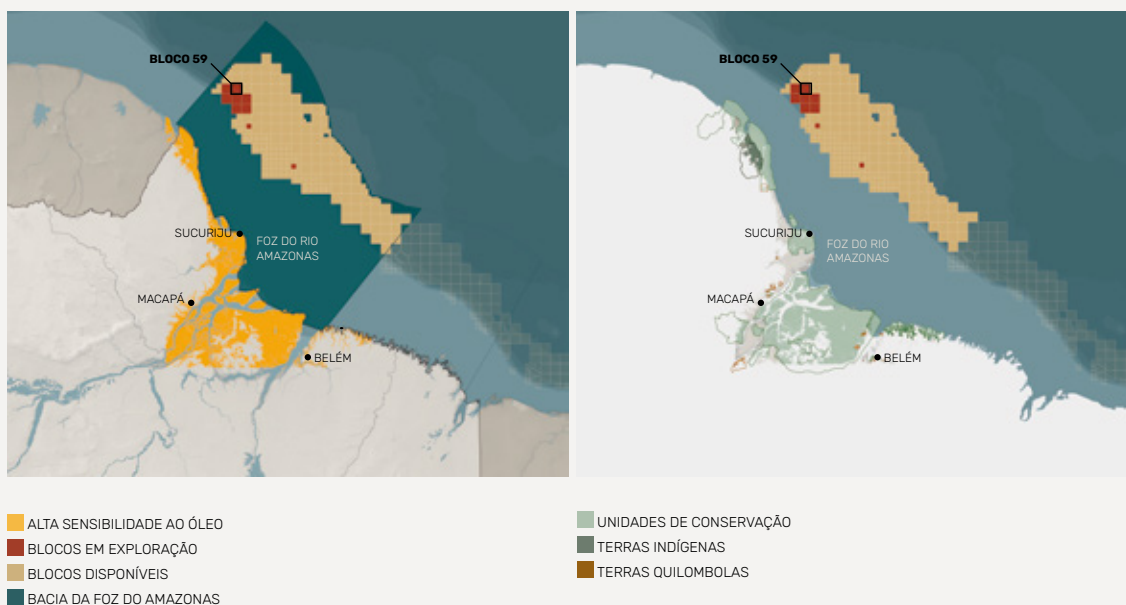 BLOCO 59
SUCURIJU
FOZ DO RIO
AMAZONAS
MACAPÁ
BELÉM
ALTA SENSIBILIDADE AO ÓLEO
BLOCOS EM EXPLORAÇÃO
BLOCOS DISPONÍVEIS
BACIA DA FOZ DO AMAZONAS
BLOCO 59
SUCURIJU
FOZ DO RIO
AMAZONAS
MACAPÁ
BELÉM
UNIDADES DE CONSERVAÇÃO
TERRAS INDÍGENAS
TERRAS QUILOMBOLAS